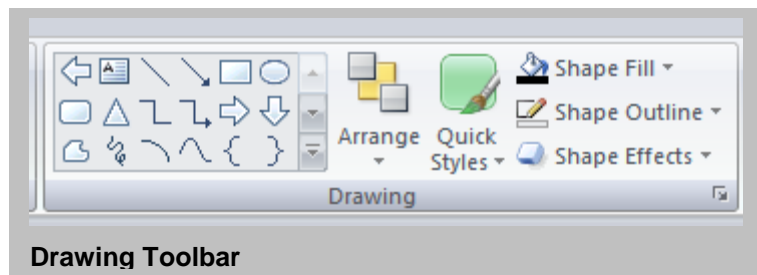 Shape Fill
Shape Outline
Arrange Quick
Styles Shape Effects
Drawing
Drawing Toolbar